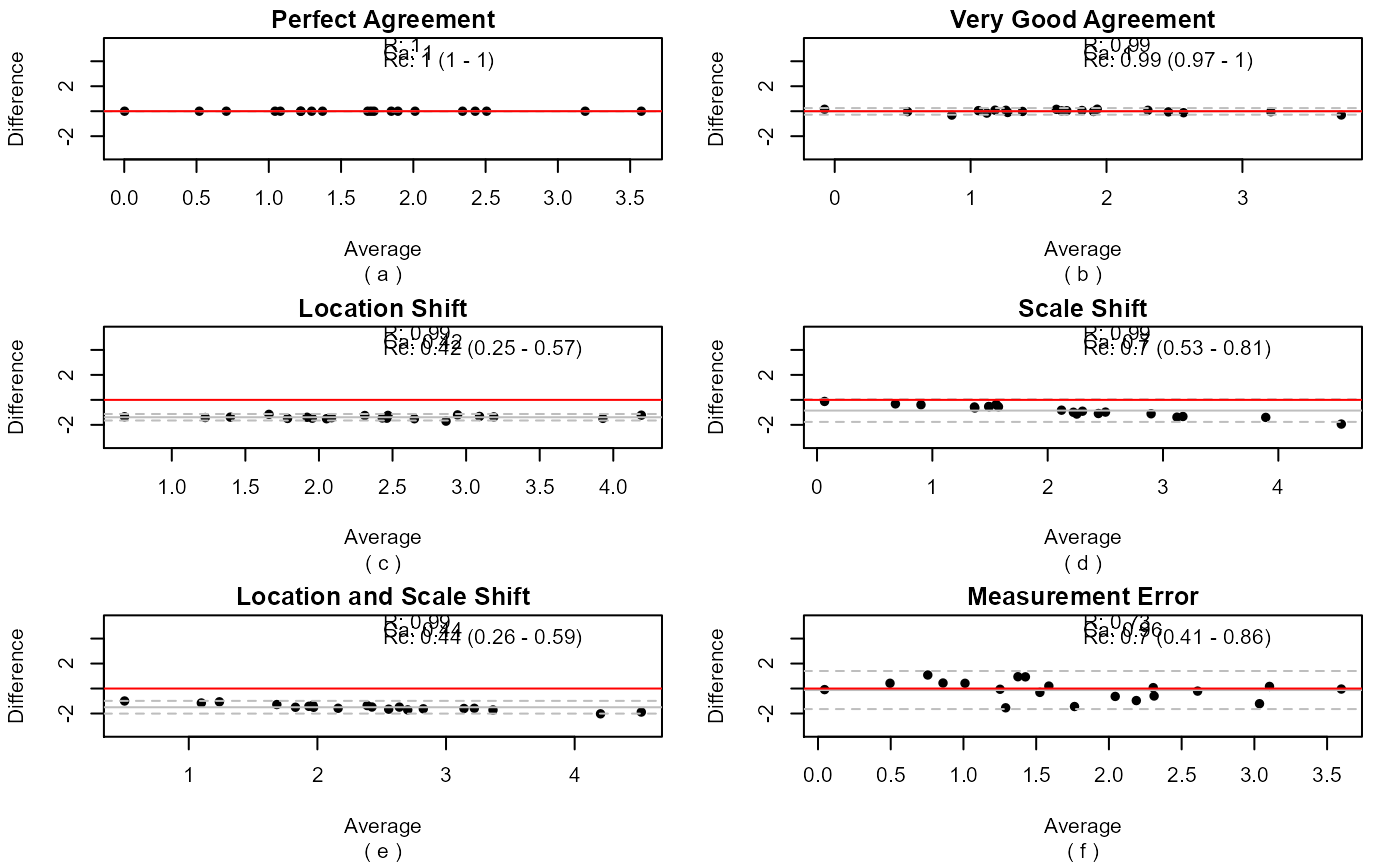 Perfect Agreement
R: 1
Ca: 1
Rc: 1 (1 - 1)
Difference
2
-2
0.0 0.5 1.0 1.5 2.0 2.5 3.0 3.5
Average
( a )
Very Good Agreement
R: 0.99
Ca: 1
Rc: 0.99 (0.97 - 1)
Difference
2
-2
0 1 2 3
Average
( b )
Location Shift
R: 0.99
Ca: 0.42
Rc: 0.42 (0.25 - 0.57)
Difference
2
-2
1.0 1.5 2.0 2.5 3.0 3.5 4.0
Average
( c )
Scale Shift
R: 0.99
Ca: 0.7
Rc: 0.7 (0.53 - 0.81)
Difference
2
-2
0 1 2 3 4
Average
( d )
Location and Scale Shift
R: 0.99
Ca: 0.44
Rc: 0.44 (0.26 - 0.59)
Difference
2
-2
1 2 3 4
Average
( e )
Measurement Error
R: 0.73
Ca: 0.96
Rc: 0.7 (0.41 - 0.86)
Difference
2
-2
0.0 0.5 1.0 1.5 2.0 2.5 3.0 3.5
Average
( f )